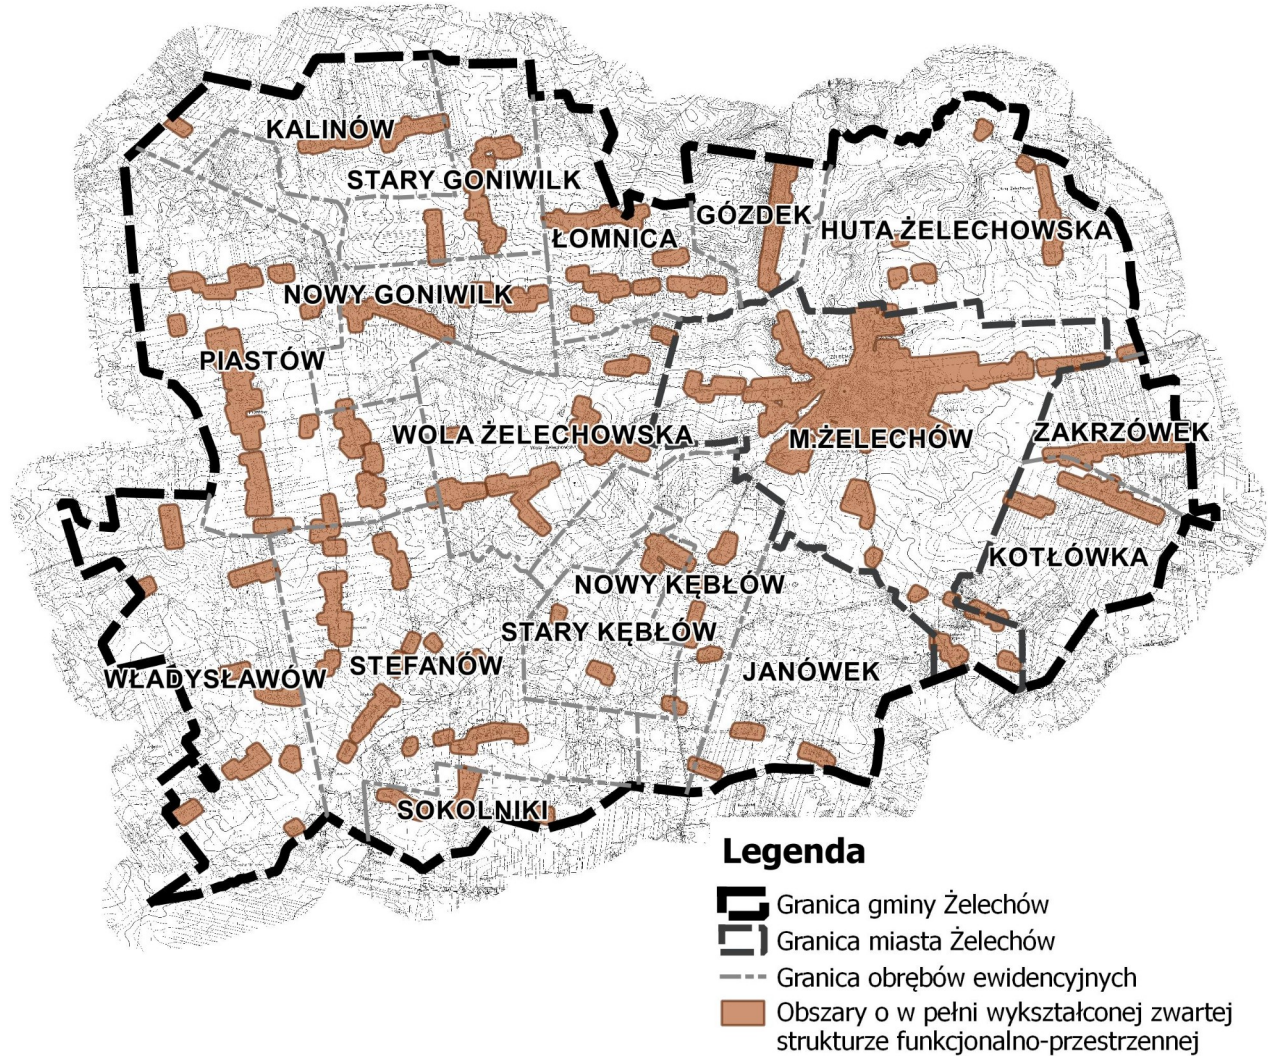 KALINÓW
STARY GONIWILK
GÓZDEK
HUTA ŻELECHOWSKA
ŁOMNICA
NOWY GONIWILK
PIASTÓW
WOLA ŻELECHOWSKA
M.ŻELECHÓW
ZAKRZÓWEK
KOTŁÓWKA
NOWY KĘBŁÓW
STARY KĘBŁÓW
WŁADYSŁAWÓW
STEFANÓW
JANÓWEK
SOKOLNIKI
Legenda
Granica gminy Żelechów
Granica miasta Żelechów
Granica obrębów ewidencyjnych
Obszary o w pełni wykształconej zwartej
strukturze funkcjonalno-przestrzennej